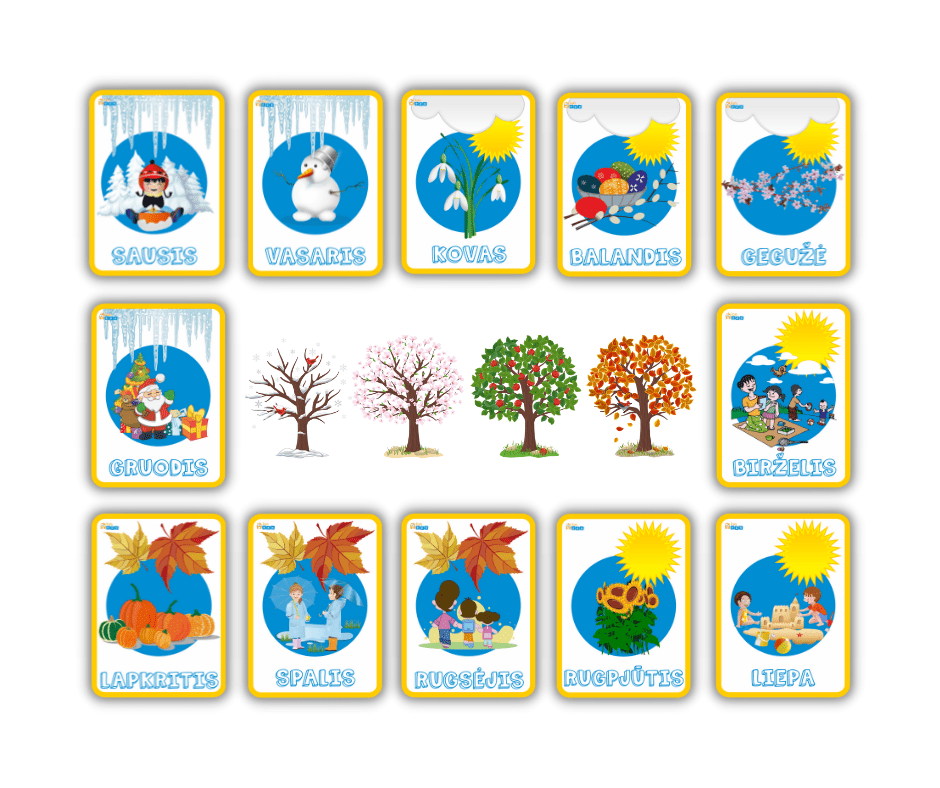 SAUSIS
VASARIS
KOVAS
BALANDIS
GEGUŽĖ
GRUODIS
BIRŽELIS
LAPKRITIS
SPALIS
RUGSĖJIS
RUGPJŪTIS
LIEPA